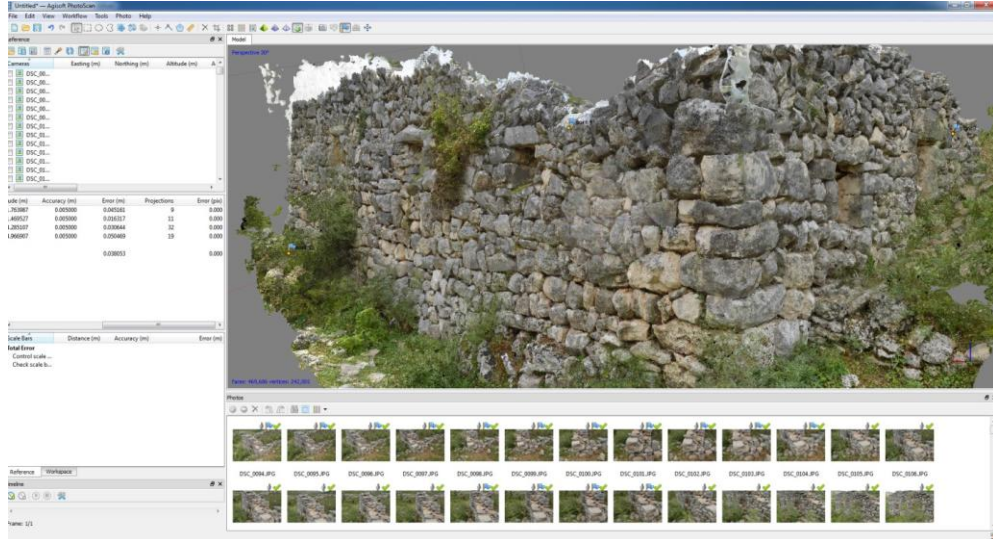 Untitled* — Agisoft PhotoScan
File Edit View Workflow Tools Photo Help
Reference
Model
Perspective 30°
Cameras Easting (m) Northing (m) Altitude (m)
DSC_00...
DSC_00...
DSC_00...
DSC_00...
DSC_00...
DSC_00...
DSC_01...
DSC_01...
DSC_01...
DSC_01...
DSC_01...
DSC_01...
DSC_01...
Accuracy (m) Error (m) Projections Error (pix)
0.005000 0.045161 9 0.000
0.005000 0.016317 11 0.000
0.005000 0.030644 32 0.000
0.005000 0.050469 19 0.000
0.038053 0.000
Scale Bars Distance (m) Accuracy (m) Error (m)
Total Error
Control scale ...
Check scale b...
Photos
DSC_0094.JPG DSC_0095.JPG DSC_0096.JPG DSC_0097.JPG DSC_0098.JPG DSC_0099.JPG DSC_0100.JPG DSC_0101.JPG DSC_0102.JPG DSC_0103.JPG DSC_0104.JPG DSC_0105.JPG DSC_0106.JPG
Reference Workspace
Timeline
Frame: 1/1